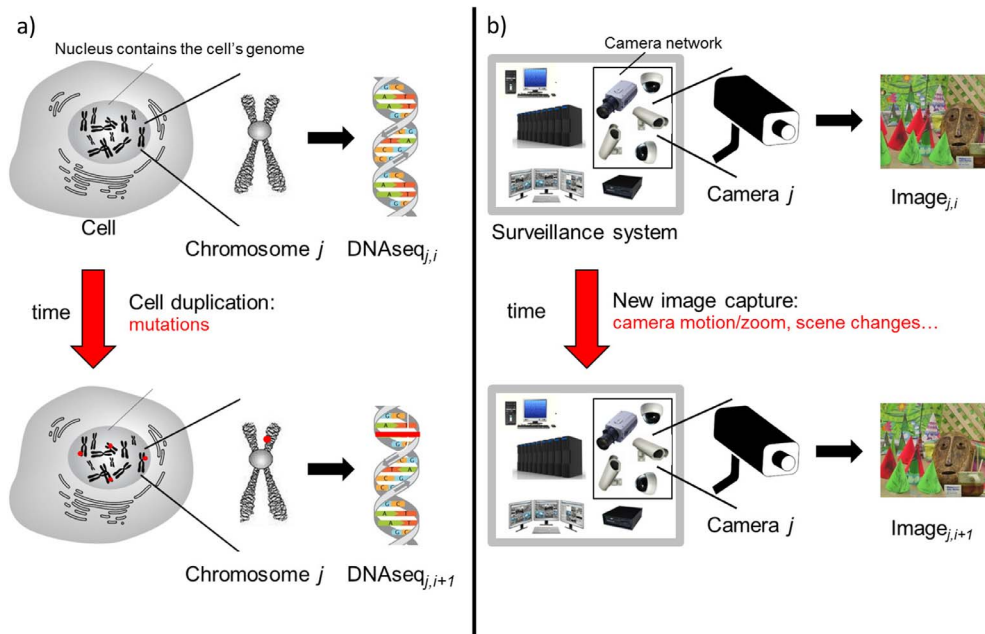 a)
Nucleus contains the cell's genome
Cell
Chromosome j
DNAseqj,i
time
Cell duplication:
mutations
Chromosome j
DNAseqj,i+1
b)
Camera network
Surveillance system
Camera j
Imagej,i
time
New image capture:
camera motion/zoom, scene changes…
Camera j
Imagej,i+1